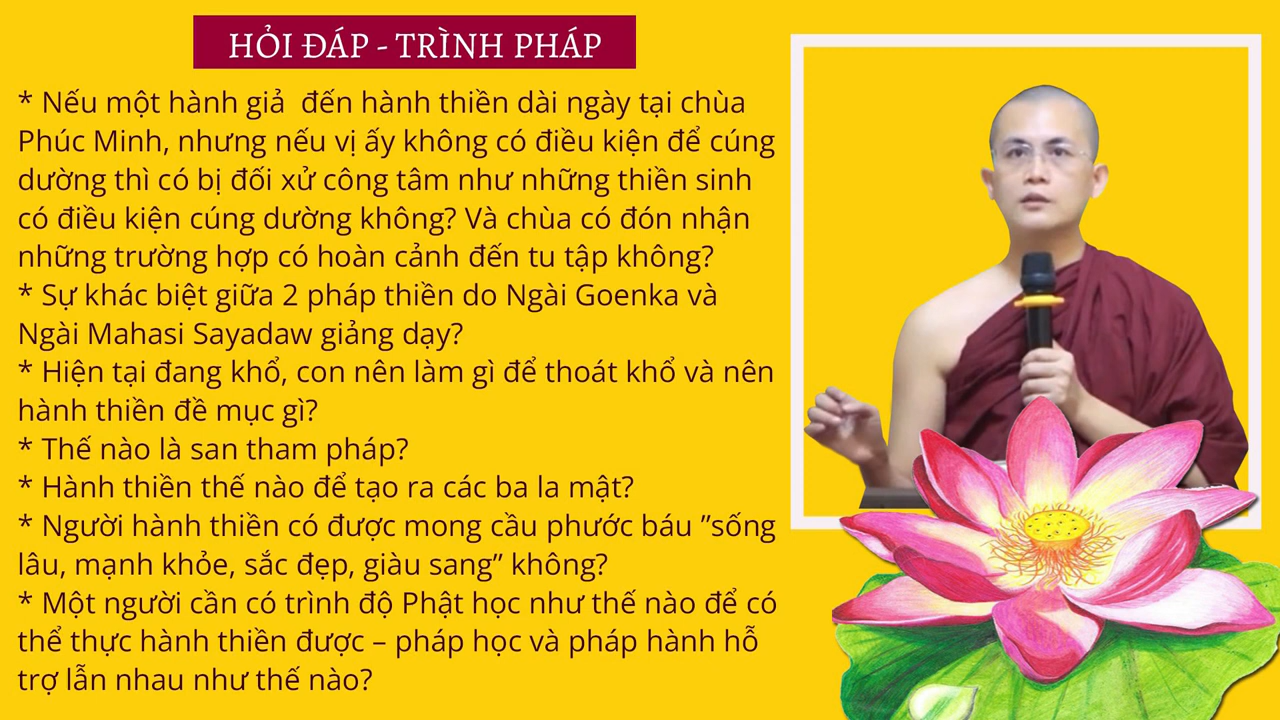 HỎI ĐÁP - TRÌNH PHÁP
* Nếu một hành giả  đến hành thiền dài ngày tại chùa
Phúc Minh, nhưng nếu vị ấy không có điều kiện để cúng
dường thì có bị đối xử công tâm như những thiền sinh
có điều kiện cúng dường không? Và chùa có đón nhận
những trường hợp có hoàn cảnh đến tu tập không?
* Sự khác biệt giữa 2 pháp thiền do Ngài Goenka và
Ngài Mahasi Sayadaw giảng dạy?
* Hiện tại đang khổ, con nên làm gì để thoát khổ và nên
hành thiền đề mục gì?
* Thế nào là san tham pháp?
* Hành thiền thế nào để tạo ra các ba la mật?
* Người hành thiền có được mong cầu phước báu ”sống
lâu, mạnh khỏe, sắc đẹp, giàu sang” không?
* Một người cần có trình độ Phật học như thế nào để có
thể thực hành thiền được – pháp học và pháp hành hỗ
trợ lẫn nhau như thế nào?